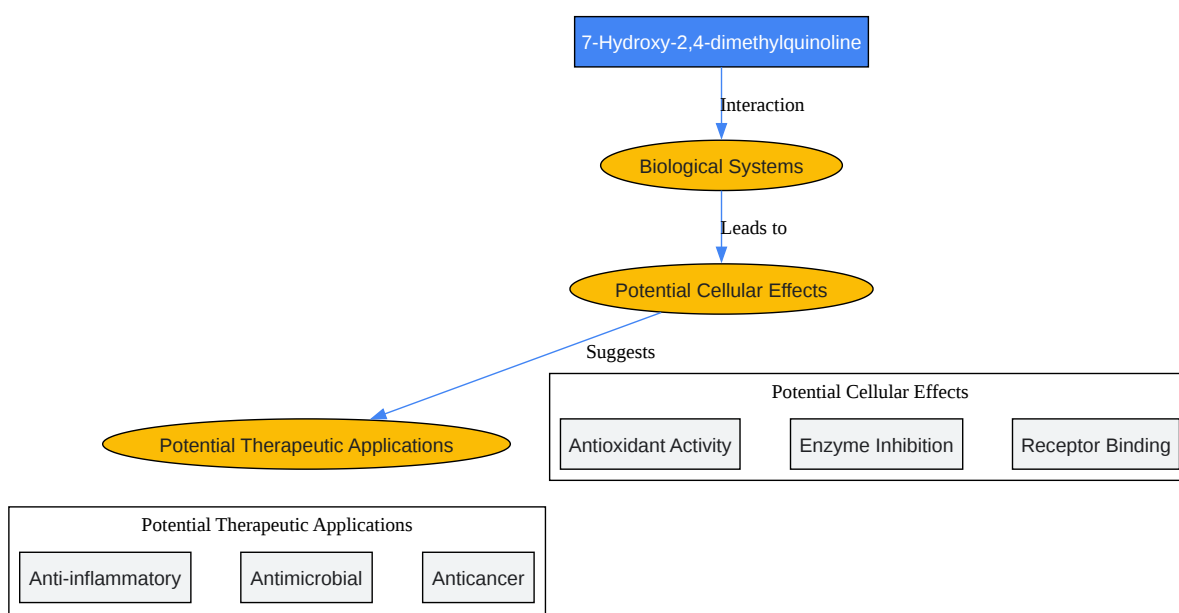 7-Hydroxy-2,4-dimethylquinoline
Interaction
Biological Systems
Leads to
Potential Cellular Effects
Suggests
Potential Cellular Effects
Potential Therapeutic Applications
Antioxidant Activity
Enzyme Inhibition
Receptor Binding
Potential Therapeutic Applications
Anti-inflammatory
Antimicrobial
Anticancer